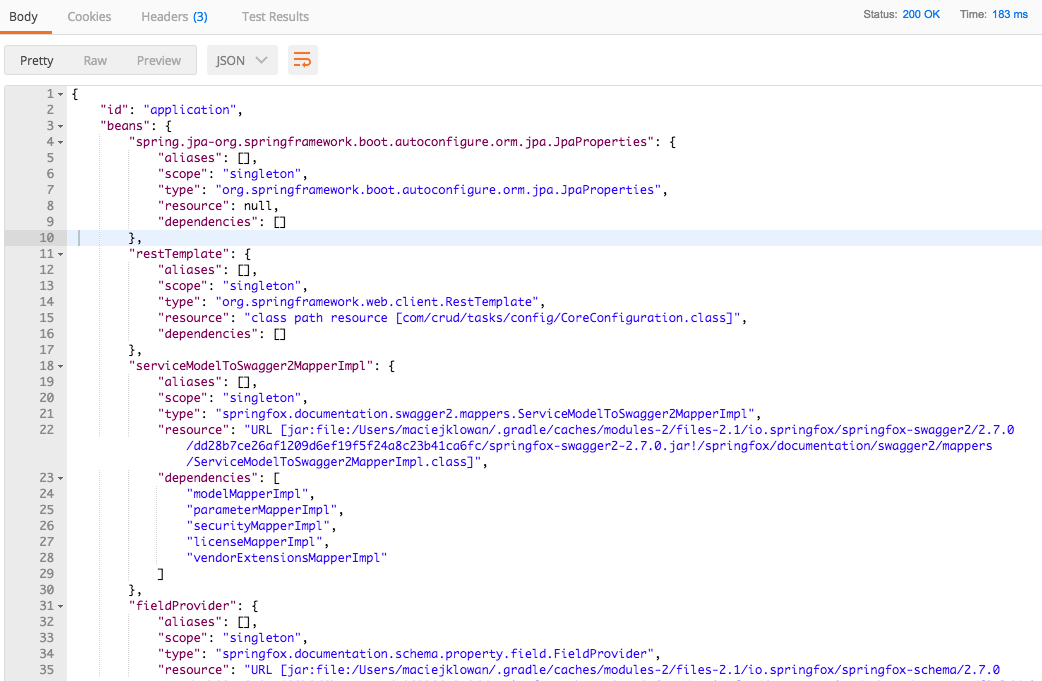 Body Cookies Headers (3) Test Results Status: 200 OK Time: 183 ms
Pretty Raw Preview JSON
1 {
2 "id": "application",
3 "beans": {
4 "spring.jpa-org.springframework.boot.autoconfigure.orm.jpa.JpaProperties": {
5 "aliases": [],
6 "scope": "singleton",
7 "type": "org.springframework.boot.autoconfigure.orm.jpa.JpaProperties",
8 "resource": null,
9 "dependencies": []
10 },
11 "restTemplate": {
12 "aliases": [],
13 "scope": "singleton",
14 "type": "org.springframework.web.client.RestTemplate",
15 "resource": "class path resource [com/crud/tasks/config/CoreConfiguration.class]",
16 "dependencies": []
17 },
18 "serviceModelToSwagger2MapperImpl": {
19 "aliases": [],
20 "scope": "singleton",
21 "type": "springfox.documentation.swagger2.mappers.ServiceModelToSwagger2MapperImpl",
22 "resource": "URL [jar:file:/Users/maciejklowan/.gradle/caches/modules-2/files-2.1/io.springfox/springfox-swagger2/2.7.0
/dd28b7ce26af1209d6ef19f5f24a8c23b41ca6fc/springfox-swagger2-2.7.0.jar!/springfox/documentation/swagger2/mappers
/ServiceModelToSwagger2MapperImpl.class]",
23 "dependencies": [
24 "modelMapperImpl",
25 "parameterMapperImpl",
26 "securityMapperImpl",
27 "licenseMapperImpl",
28 "vendorExtensionsMapperImpl"
29 ]
30 },
31 "fieldProvider": {
32 "aliases": [],
33 "scope": "singleton",
34 "type": "springfox.documentation.schema.property.field.FieldProvider",
35 "resource": "URL [jar:file:/Users/maciejklowan/.gradle/caches/modules-2/files-2.1/io.springfox/springfox-schema/2.7.0